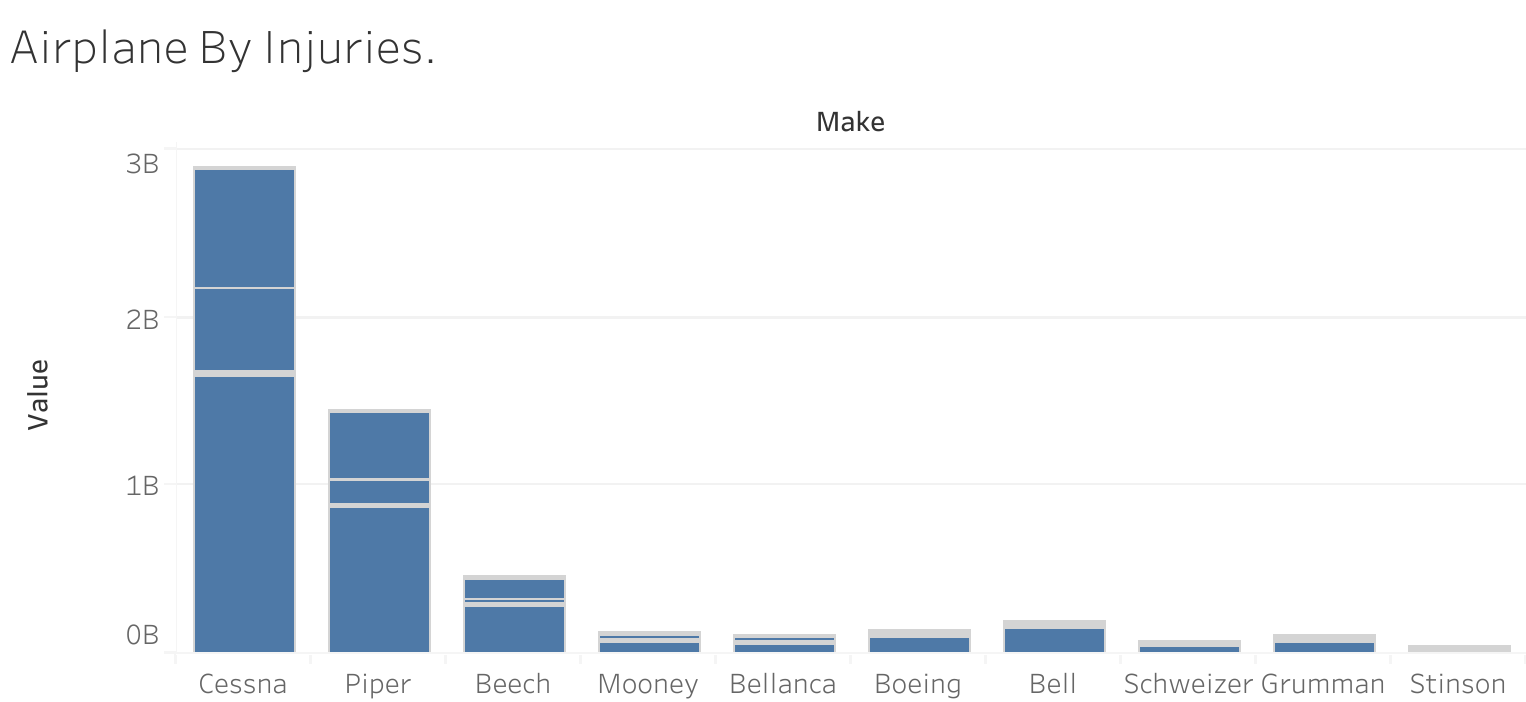 Airplane By Injuries.
Make
3B
2B
1B
0B
Value
Cessna Piper Beech Mooney Bellanca Boeing Bell Schweizer Grumman Stinson